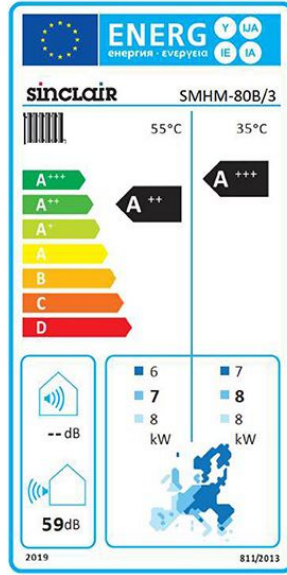 ENERG
енергия · ενεργεια
Y IJA
IE IA
sinclair SMHM-80B/3
55°C 35°C
A+++
A++
A+
A
B
C
D
A++
A+++
6 7
7 8
8 8
kW kW
-- dB
59dB
2019 811/2013